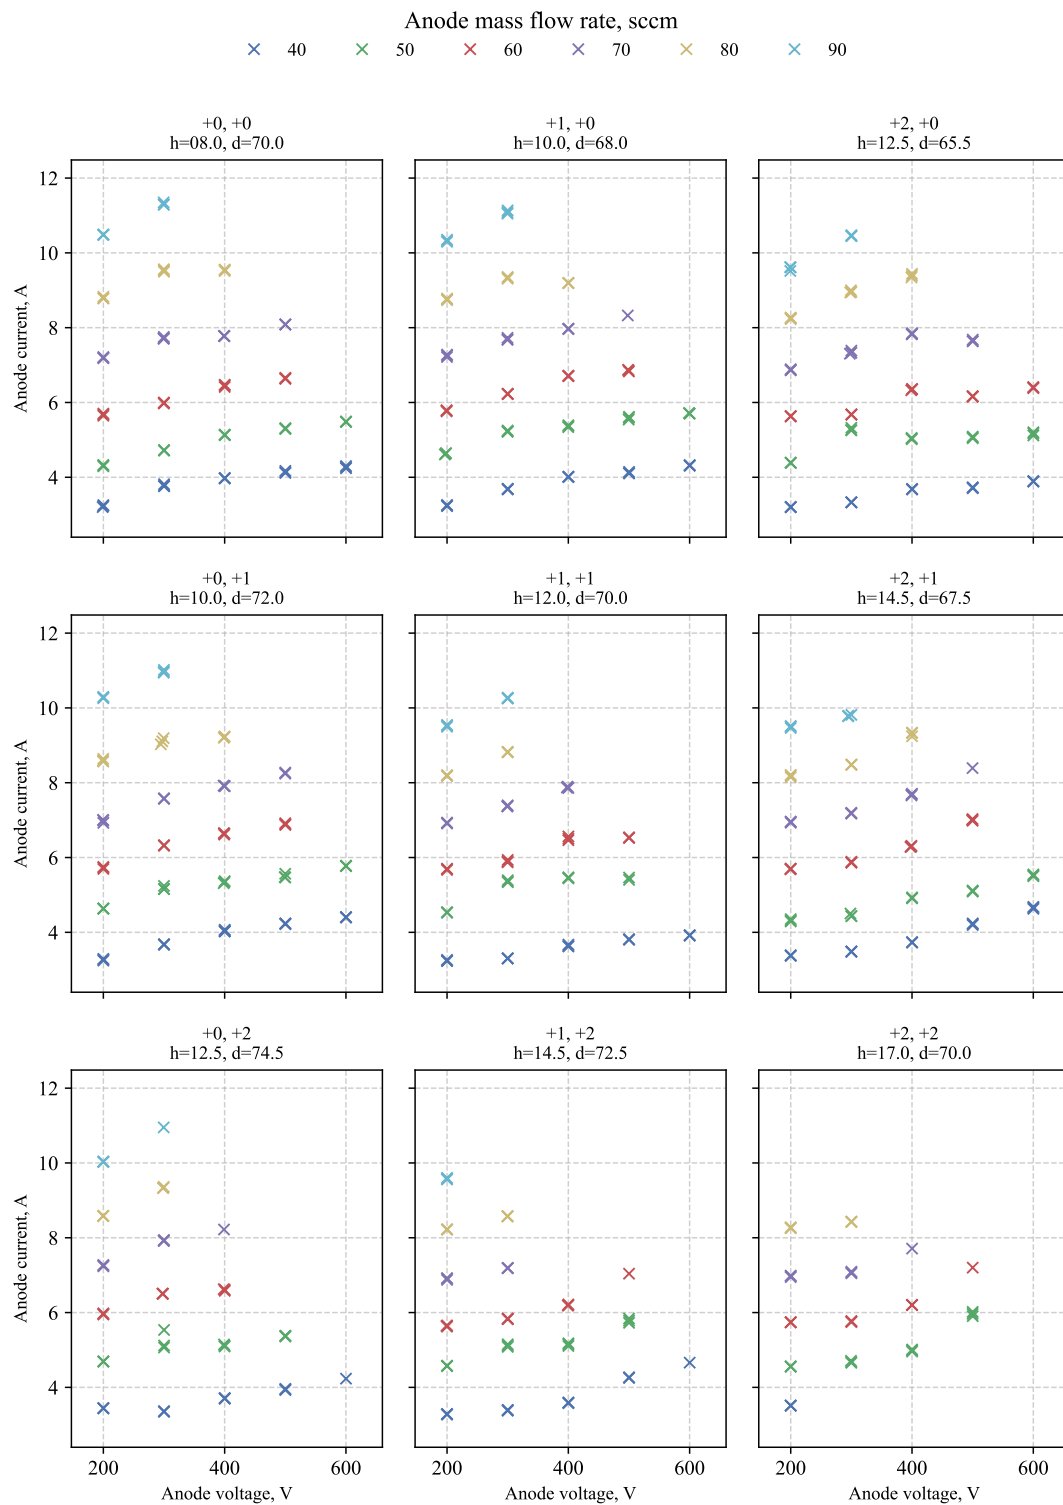 Anode mass flow rate, sccm
40 50 60 70 80 90
+0, +0
h=08.0, d=70.0
+1, +0
h=10.0, d=68.0
+2, +0
h=12.5, d=65.5
12
10
8
6
4
Anode current, A
+0, +1
h=10.0, d=72.0
+1, +1
h=12.0, d=70.0
+2, +1
h=14.5, d=67.5
12
10
8
6
4
Anode current, A
+0, +2
h=12.5, d=74.5
+1, +2
h=14.5, d=72.5
+2, +2
h=17.0, d=70.0
12
10
8
6
4
Anode current, A
200 400 600
Anode voltage, V
200 400 600
Anode voltage, V
200 400 600
Anode voltage, V